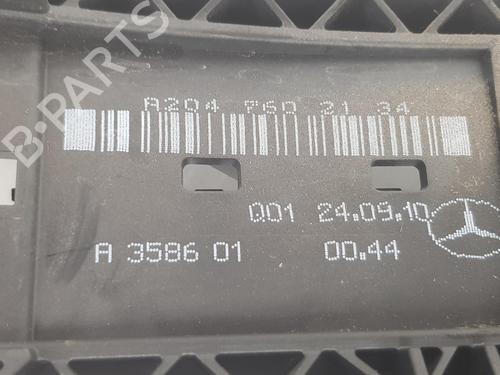 A204 760 21 34
Q01 24.09.10
A 3586 01 00.44
B-PARTS